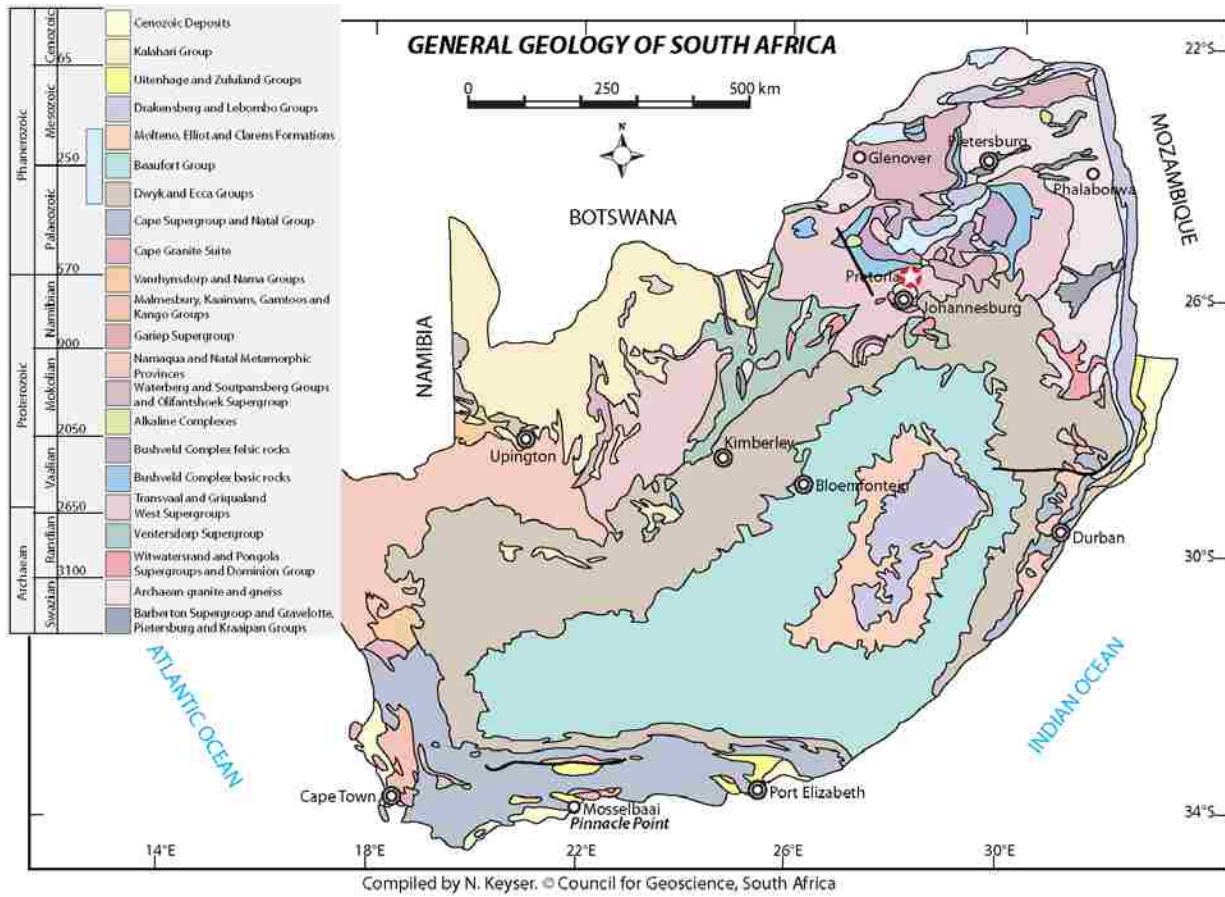 GENERAL GEOLOGY OF SOUTH AFRICA
0 250 500 km
N
Phanerozoic
Proterozoic
Archaean
Cenozoic
Mesozoic
Palaeozoic
Namibian
Mokolian
Vaalian
Randian
Swazian
65
250
570
900
2050
2650
3100
Cenozoic Deposits
Kalahari Group
Uitenhage and Zululand Groups
Drakensberg and Lebombo Groups
Molteno, Elliot and Clarens Formations
Beaufort Group
Dwyk and Ecca Groups
Cape Supergroup and Natal Group
Cape Granite Suite
Vanrhynsdorp and Nama Groups
Malmesbury, Kaaimans, Gamtoos and
Kango Groups
Gariep Supergroup
Namaqua and Natal Metamorphic
Provinces
Waterberg and Soutpansberg Groups
and Olifantshoek Supergroup
Alkaline Complexes
Bushveld Complex felsic rocks
Bushveld Complex basic rocks
Transvaal and Griqualand
West Supergroups
Ventersdorp Supergroup
Witwatersrand and Pongola
Supergroups and Dominion Group
Archaean granite and gneiss
Barberton Supergroup and Gravelotte,
Pietersburg and Kraaipan Groups
22°S
26°S
30°S
34°S
BOTSWANA
NAMIBIA
MOZAMBIQUE
Glenover
Pietersburg
Phalaborwa
Pretoria
Johannesburg
Upington
Kimberley
Bloemfontein
Durban
ATLANTIC OCEAN
INDIAN OCEAN
Cape Town
Mosselbaai
Pinnacle Point
Port Elizabeth
14°E
18°E
22°E
26°E
30°E
Compiled by N. Keyser. © Council for Geoscience, South Africa